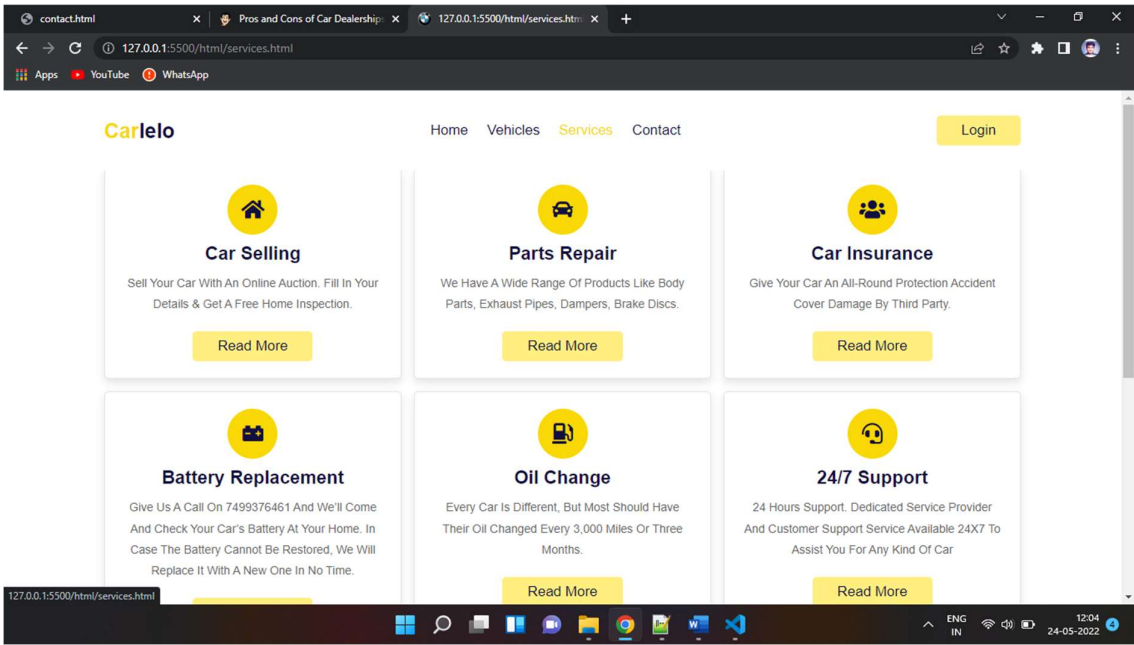 contact.html
Pros and Cons of Car Dealerships
127.0.0.1:5500/html/services.htm
127.0.0.1:5500/html/services.html
Apps YouTube WhatsApp
Carlelo Home Vehicles Services Contact Login
Car Selling
Sell Your Car With An Online Auction. Fill In Your
Details & Get A Free Home Inspection.
Read More
Parts Repair
We Have A Wide Range Of Products Like Body
Parts, Exhaust Pipes, Dampers, Brake Discs.
Read More
Car Insurance
Give Your Car An All-Round Protection Accident
Cover Damage By Third Party.
Read More
Battery Replacement
Give Us A Call On 7499376461 And We'll Come
And Check Your Car's Battery At Your Home. In
Case The Battery Cannot Be Restored, We Will
Replace It With A New One In No Time.
Oil Change
Every Car Is Different, But Most Should Have
Their Oil Changed Every 3,000 Miles Or Three
Months.
Read More
24/7 Support
24 Hours Support. Dedicated Service Provider
And Customer Support Service Available 24X7 To
Assist You For Any Kind Of Car
Read More
127.0.0.1:5500/html/services.html
ENG
IN
12:04
24-05-2022
4